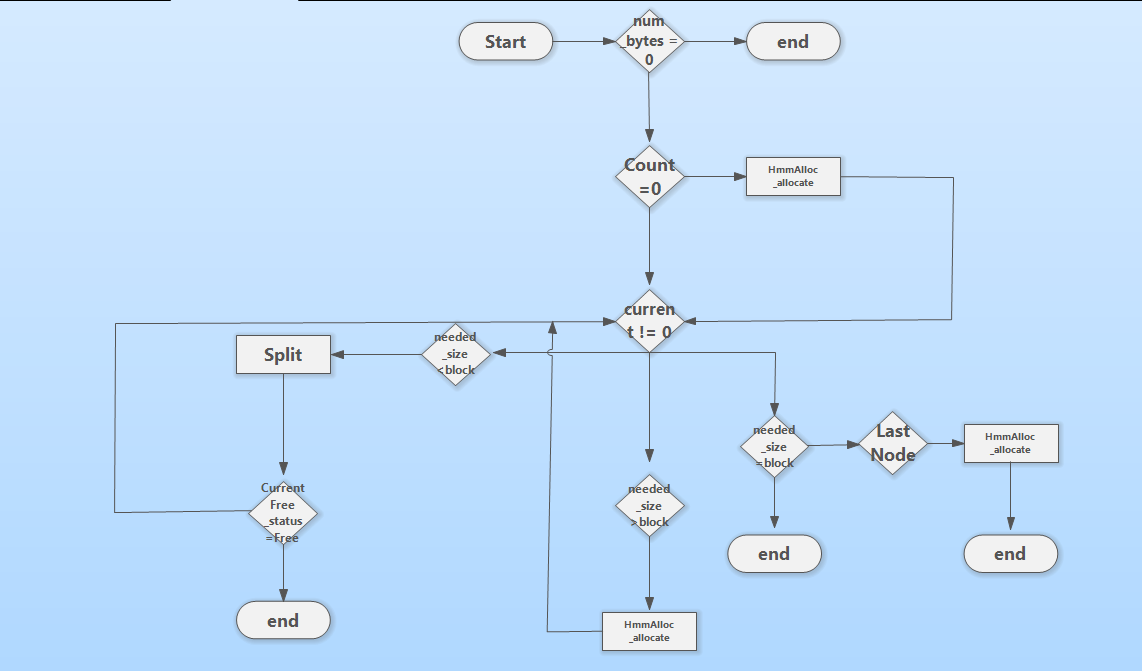 Start
num
_bytes =
0
end
Count
=0
HmmAlloc
_allocate
curren
t != 0
needed
_size
<block
Split
needed
_size
=block
Last
Node
HmmAlloc
_allocate
Current
Free
_status
=Free
needed
_size
>block
end
end
end
HmmAlloc
_allocate